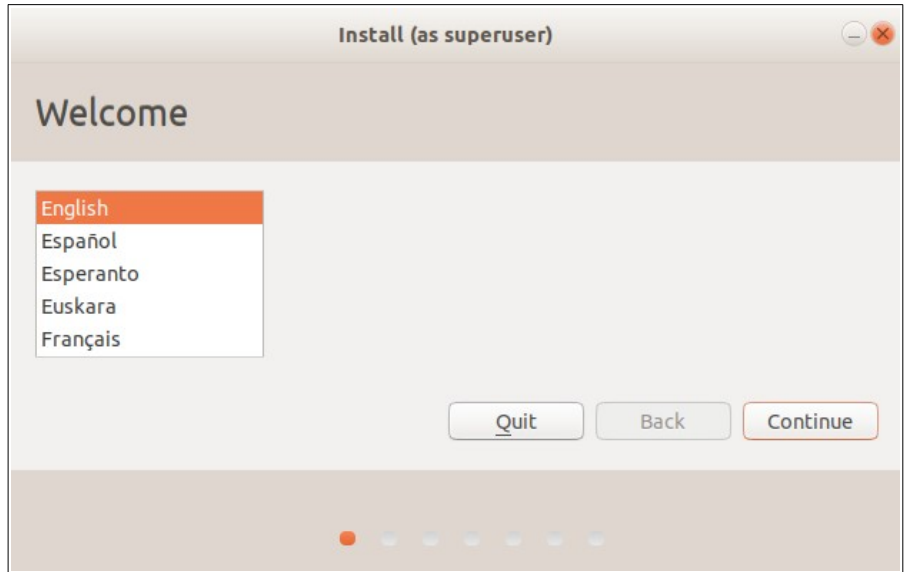 Install (as superuser)
Welcome
English
Español
Esperanto
Euskara
Français
Quit Back Continue